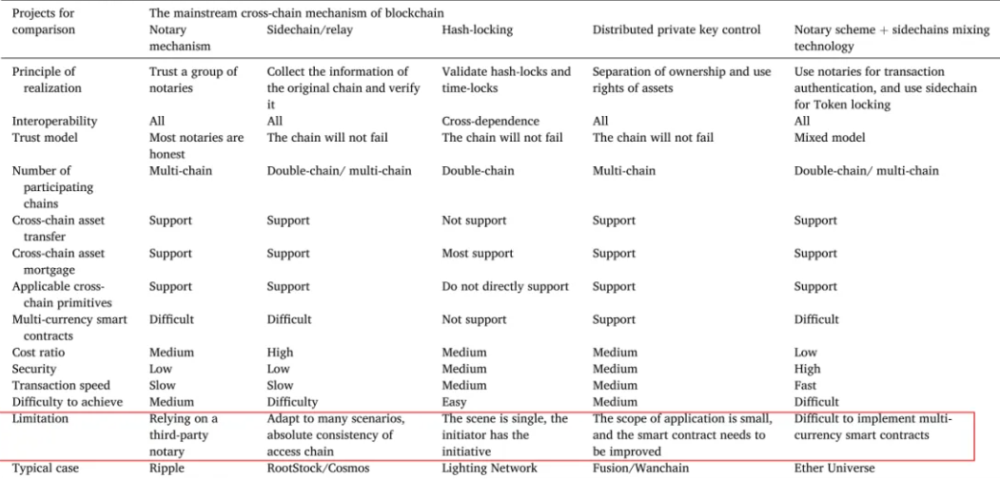 Projects for The mainstream cross-chain mechanism of blockchain
comparison Notary Sidechain/relay Hash-locking Distributed private key control Notary scheme + sidechains mixing
mechanism technology
Principle of Trust a group of Collect the information of Validate hash-locks and Separation of ownership and use Use notaries for transaction
realization notaries the original chain and verify time-locks rights of assets authentication, and use sidechain
it for Token locking
Interoperability All All Cross-dependence All All
Trust model Most notaries are The chain will not fail The chain will not fail The chain will not fail Mixed model
honest
Number of Multi-chain Double-chain/ multi-chain Double-chain Multi-chain Double-chain/ multi-chain
participating
chains
Cross-chain asset Support Support Not support Support Support
transfer
Cross-chain asset Support Support Most support Support Support
mortgage
Applicable cross- Support Support Do not directly support Support Support
chain primitives
Multi-currency smart Difficult Difficult Not support Support Difficult
contracts
Cost ratio Medium High Medium Medium Low
Security Low Low Medium Medium High
Transaction speed Slow Slow Medium Medium Fast
Difficulty to achieve Medium Difficulty Easy Medium Difficult
Limitation Relying on a Adapt to many scenarios, The scene is single, the The scope of application is small, Difficult to implement multi-
third-party absolute consistency of initiator has the and the smart contract needs to currency smart contracts
notary access chain initiative be improved
Typical case Ripple RootStock/Cosmos Lighting Network Fusion/Wanchain Ether Universe